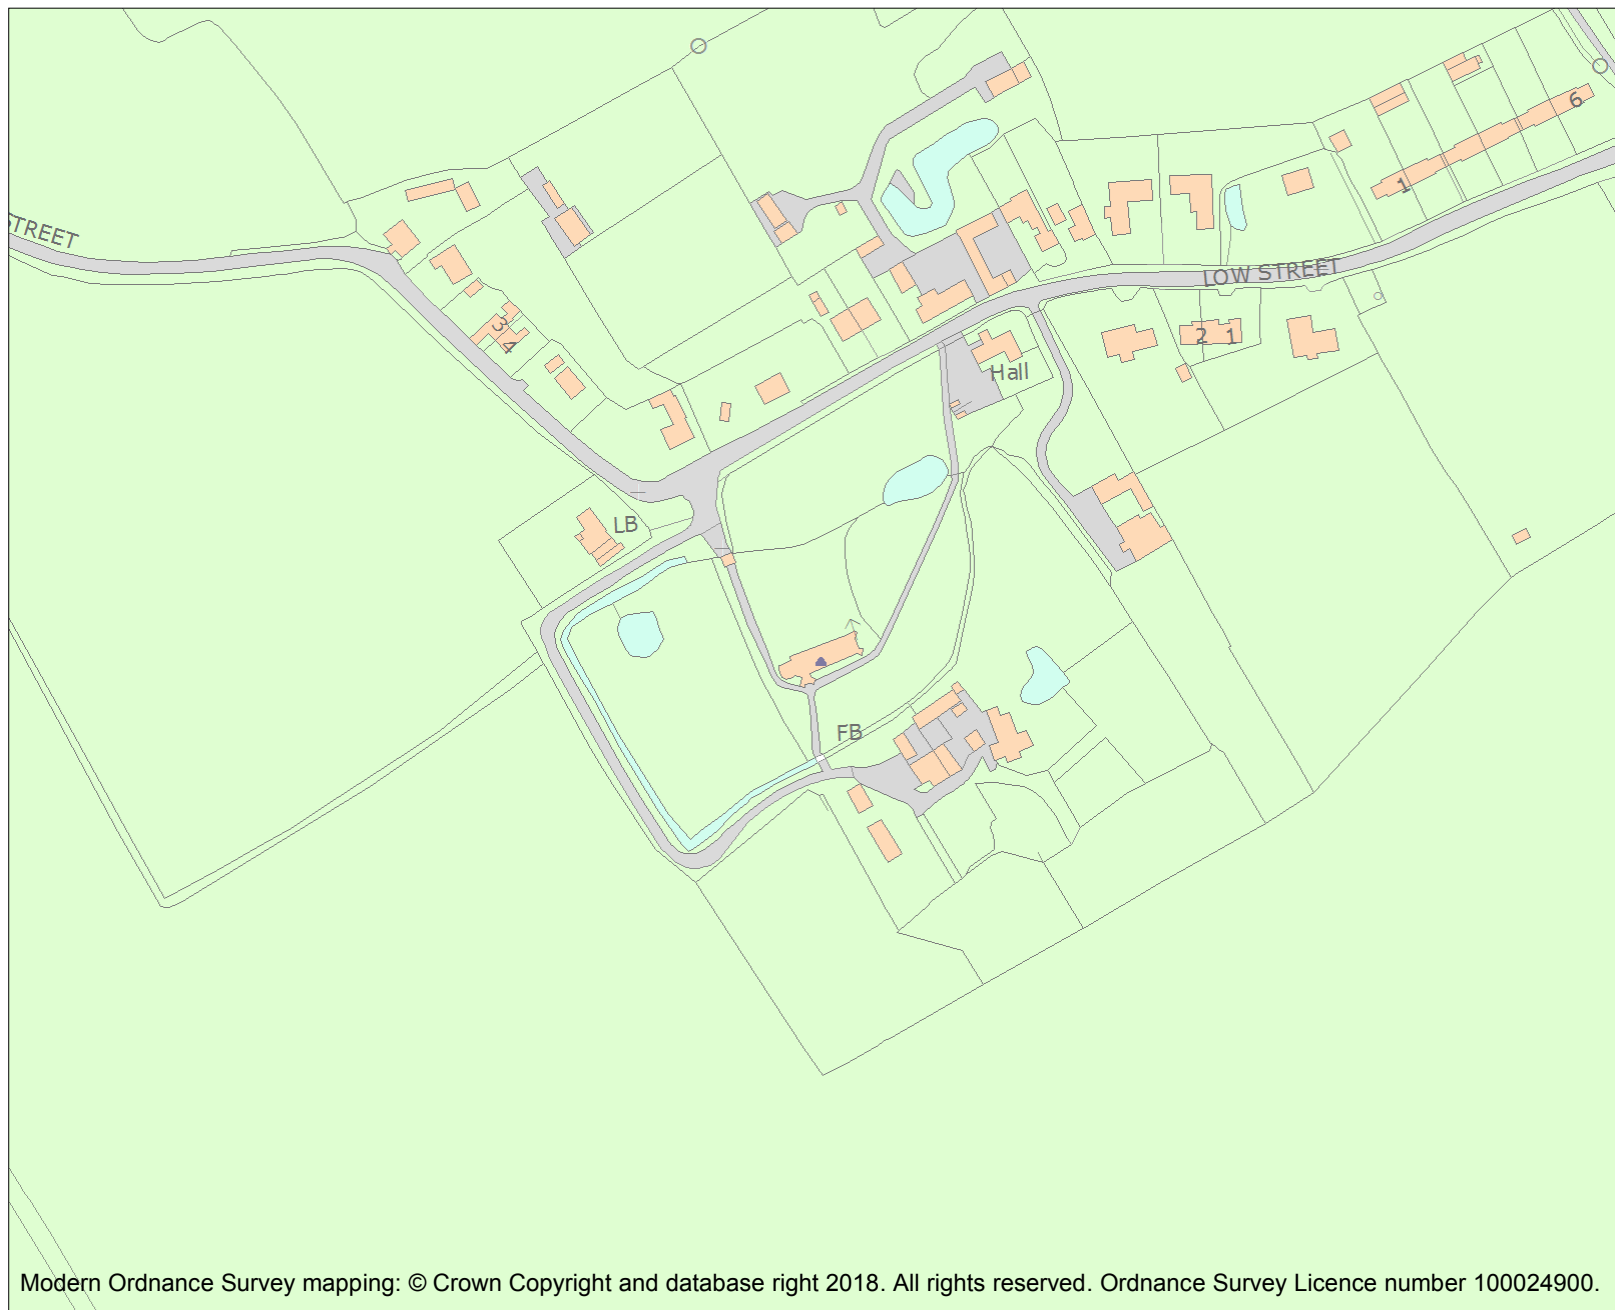 6
1
STREET
LOW STREET
3
4
2 1
Hall
LB
FB
Modern Ordnance Survey mapping: © Crown Copyright and database right 2018. All rights reserved. Ordnance Survey Licence number 100024900.